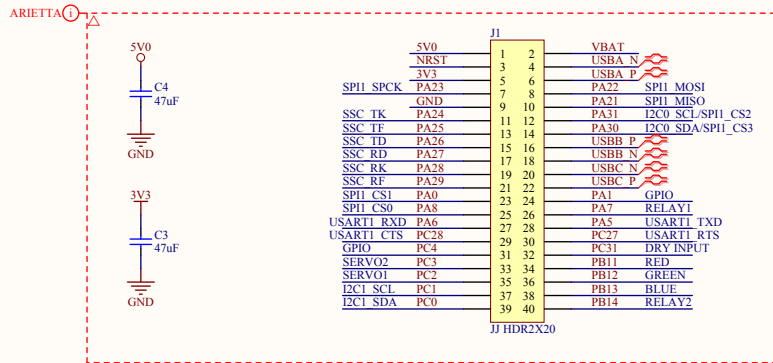 ARIETTA i
5V0
C4
47uF
GND
3V3
C3
47uF
GND
J1
5V0 1 2 VBAT
NRST 3 4 USBA_N
3V3 5 6 USBA_P
SPI1_SPCK PA23 7 8 PA22 SPI1_MOSI
GND 9 10 PA21 SPI1_MISO
SSC_TK PA24 11 12 PA31 I2C0_SCL/SPI1_CS2
SSC_TF PA25 13 14 PA30 I2C0_SDA/SPI1_CS3
SSC_TD PA26 15 16 USBB_P
SSC_RD PA27 17 18 USBB_N
SSC_RK PA28 19 20 USBC_N
SSC_RF PA29 21 22 USBC_P
SPI1_CS1 PA0 23 24 PA1 GPIO
SPI1_CS0 PA8 25 26 PA7 RELAY1
USART1_RXD PA6 27 28 PA5 USART1_TXD
USART1_CTS PC28 29 30 PC27 USART1_RTS
GPIO PC4 31 32 PC31 DRY INPUT
SERVO2 PC3 33 34 PB11 RED
SERVO1 PC2 35 36 PB12 GREEN
I2C1_SCL PC1 37 38 PB13 BLUE
I2C1_SDA PC0 39 40 PB14 RELAY2
JJ HDR2X20